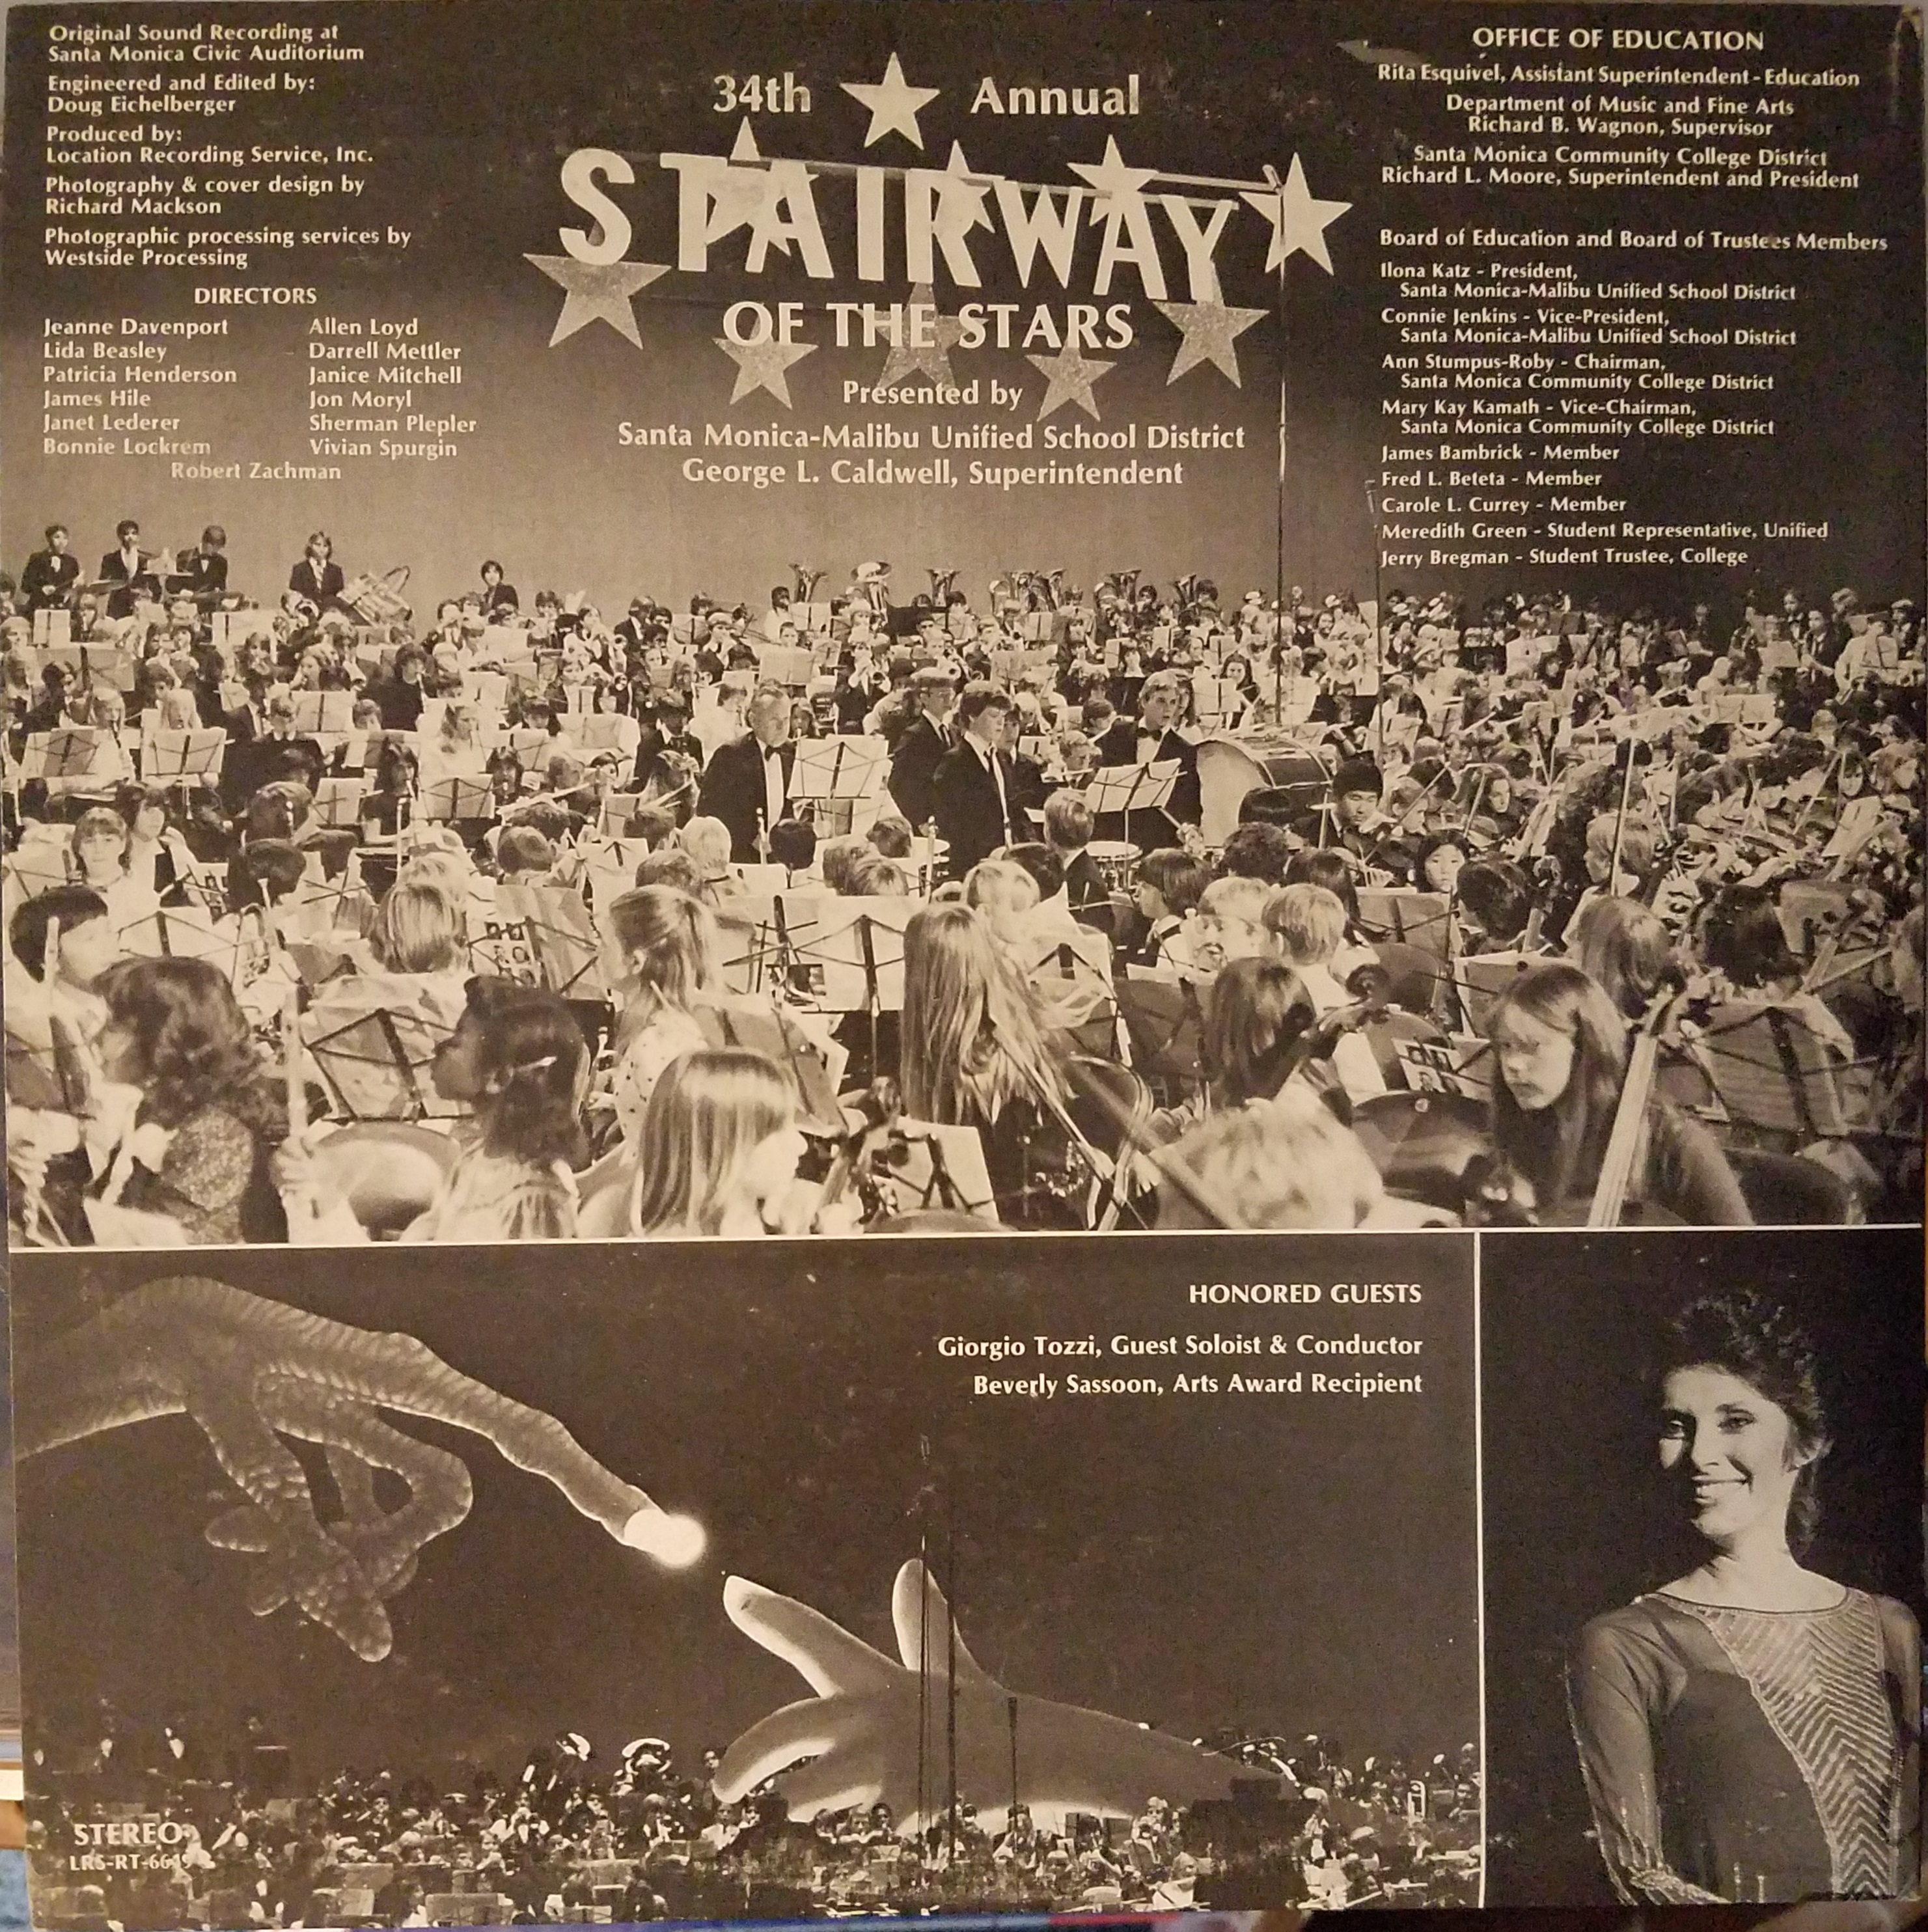 Original Sound Recording at
Santa Monica Civic Auditorium
Engineered and Edited by:
Doug Eichelberger
Produced by:
Location Recording Service, Inc.
Photography & cover design by
Richard Mackson
Photographic processing services by
Westside Processing
DIRECTORS
Jeanne Davenport
Lida Beasley
Patricia Henderson
James Hile
Janet Lederer
Bonnie Lockrem
Allen Loyd
Darrell Mettler
Janice Mitchell
Jon Moryl
Sherman Plepler
Vivian Spurgin
Robert Zachman
34th Annual
STAIRWAY
OF THE STARS
Presented by
Santa Monica-Malibu Unified School District
George L. Caldwell, Superintendent
OFFICE OF EDUCATION
Rita Esquivel, Assistant Superintendent - Education
Department of Music and Fine Arts
Richard B. Wagnon, Supervisor
Santa Monica Community College District
Richard L. Moore, Superintendent and President
Board of Education and Board of Trustees Members
Ilona Katz - President,
Santa Monica-Malibu Unified School District
Connie Jenkins - Vice-President,
Santa Monica-Malibu Unified School District
Ann Stumpus-Roby - Chairman,
Santa Monica Community College District
Mary Kay Kamath - Vice-Chairman,
Santa Monica Community College District
James Bambrick - Member
Fred L. Beteta - Member
Carole L. Currey - Member
Meredith Green - Student Representative, Unified
Jerry Bregman - Student Trustee, College
HONORED GUESTS
Giorgio Tozzi, Guest Soloist & Conductor
Beverly Sassoon, Arts Award Recipient
STEREO